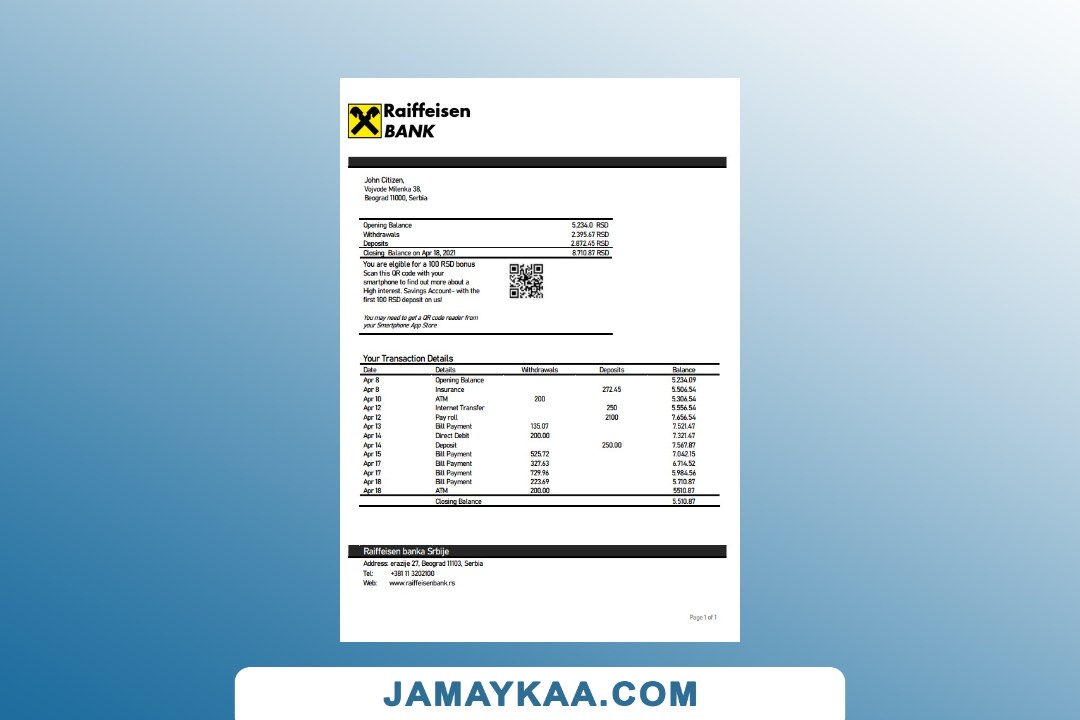 Raiffeisen
BANK
John Citizen,
Vojvode Milenka 38,
Beograd 11000, Serbia
Opening Balance 5.234.0 RSD
Withdrawals 2.395.67 RSD
Deposits 2.872.45 RSD
Closing Balance on Apr 18, 2021 8.710.87 RSD
You are elgible for a 100 RSD bonus
Scan this QR code with your
smartphone to find out more about a
High interest. Savings Account- with the
first 100 RSD deposit on us!
You may need to get a QR code reader from
your Smartphone App Store
Your Transaction Details
Date Details Withdrawals Deposits Balance
Apr 8 Opening Balance 5.234.09
Apr 8 Insurance 272.45 5.506.54
Apr 10 ATM 200 5.306.54
Apr 12 Internet Transfer 250 5.556.54
Apr 12 Pay roll 2100 7.656.54
Apr 13 Bill Payment 135.07 7.521.47
Apr 14 Direct Debit 200.00 7.321.47
Apr 14 Deposit 250.00 7.567.87
Apr 15 Bill Payment 525.72 7.042.15
Apr 17 Bill Payment 327.63 6.714.52
Apr 17 Bill Payment 729.96 5.984.56
Apr 18 Bill Payment 223.69 5.710.87
Apr 18 ATM 200.00 5510.87
Closing Balance 5.510.87
Raiffeisen banka Srbije
Address: erazije 27, Beograd 11103, Serbia
Tel: +381 11 3202100
Web: www.raiffeisenbank.rs
Page 1 of 1
JAMAYKAA.COM